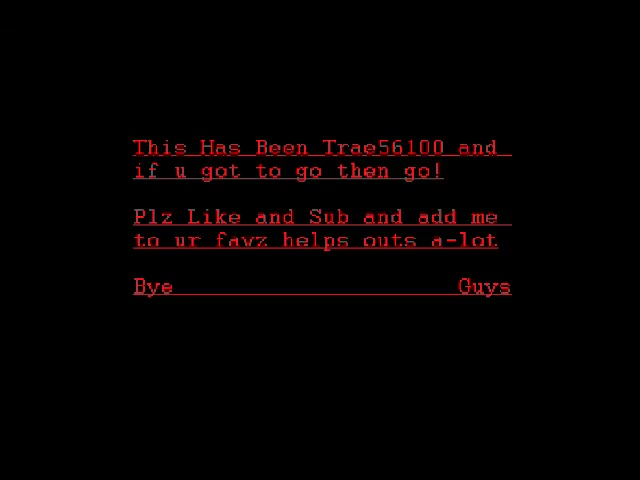 This Has Been Trae56100 and
if u got to go then go!
Plz Like and Sub and add me
to ur favz helps outs a-lot
Bye Guys